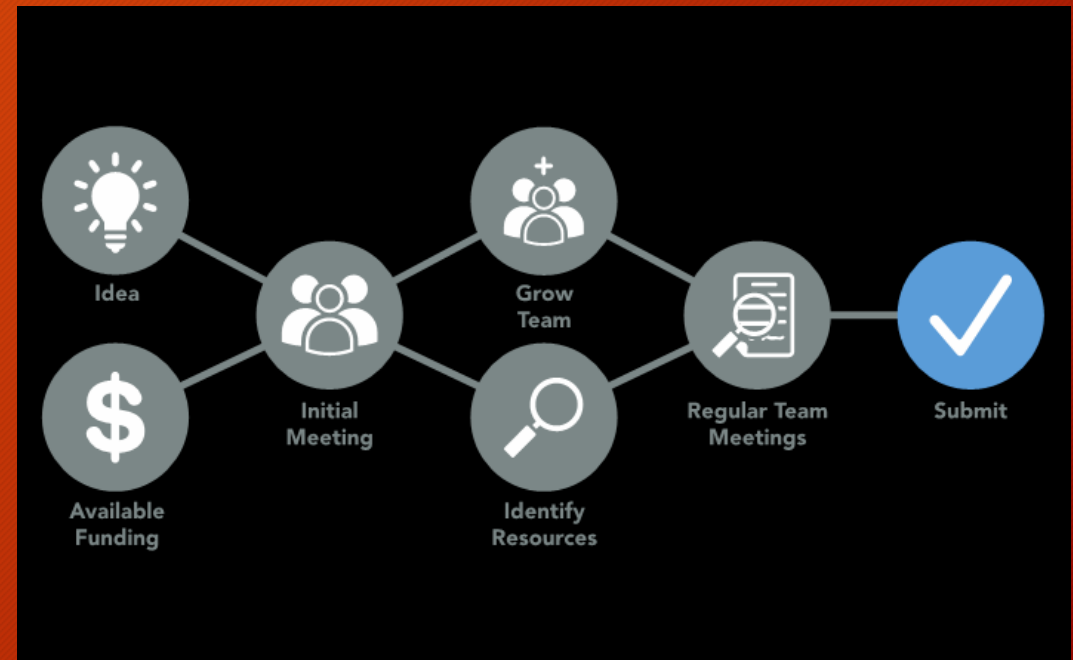 Idea
Available
Funding
Initial
Meeting
Grow
Team
Identify
Resources
Regular Team
Meetings
Submit